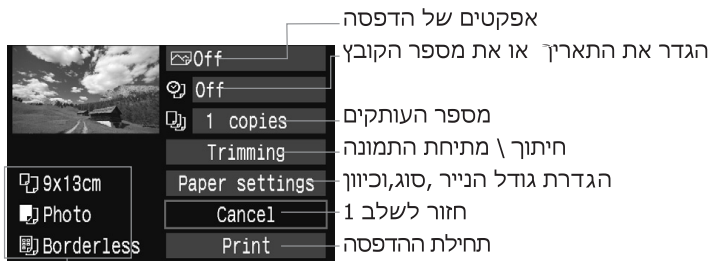 אפקטים של הדפסה
Off
הגדר את התאריך או את מספר הקובץ
Off
1 copies
מספר העותקים
Trimming
חיתוך \ מתיחת התמונה
9x13cm
Paper settings
הגדרת גודל הנייר ,סוג,וכיוון
Photo
Cancel
חזור לשלב 1
Borderless
Print
תחילת ההדפסה